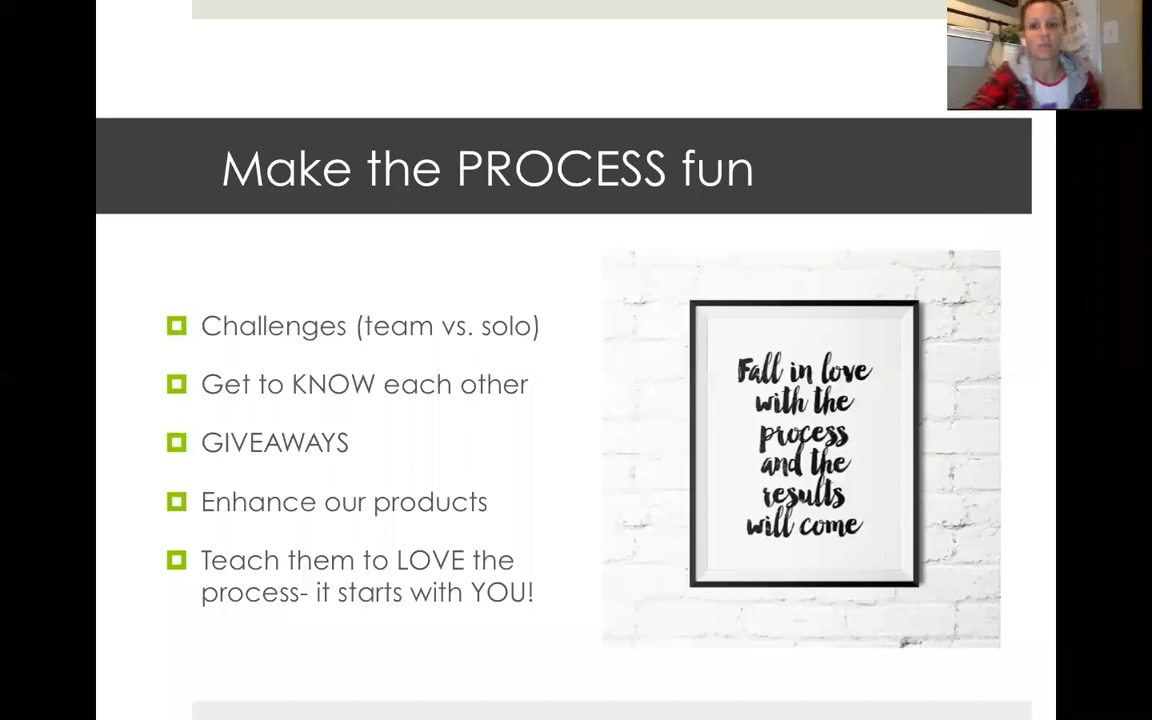 Make the PROCESS fun
Challenges (team vs. solo)
Get to KNOW each other
GIVEAWAYS
Enhance our products
Teach them to LOVE the
process- it starts with YOU!
Fall in love
with the
process
and the
results
will come